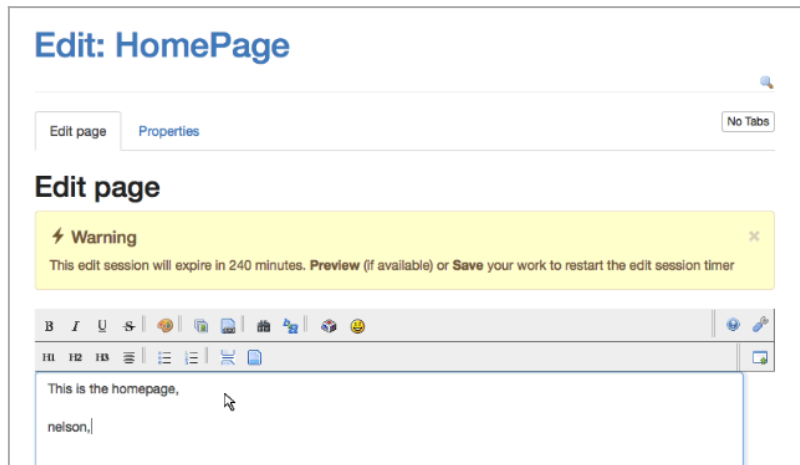 Edit: HomePage
No Tabs
Edit page Properties
Edit page
Warning
This edit session will expire in 240 minutes. Preview (if available) or Save your work to restart the edit session timer
B I U S
H1 H2 H3
This is the homepage,
nelson,